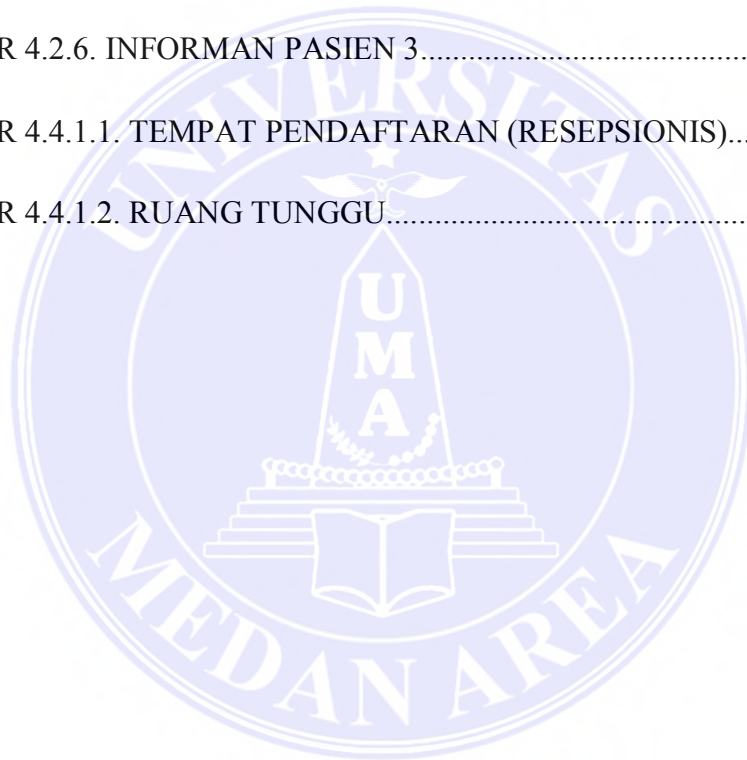 R 4.2.6. INFORMAN PASIEN 3......................................
R 4.4.1.1. TEMPAT PENDAFTARAN (RESEPSIONIS)...
R 4.4.1.2. RUANG TUNGGU..........................................
UNIVERSITAS
U
M
A
MEDAN AREA